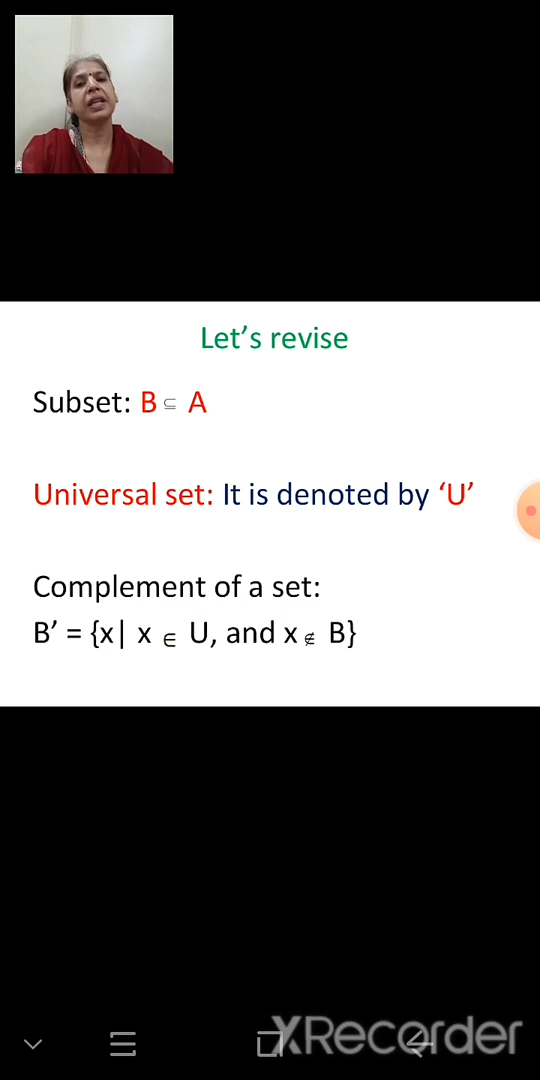 Let’s revise
Subset: B ⊆ A
Universal set: It is denoted by ‘U’
Complement of a set:
B’ = {x| x ∈ U, and x ∉ B}
XRecorder